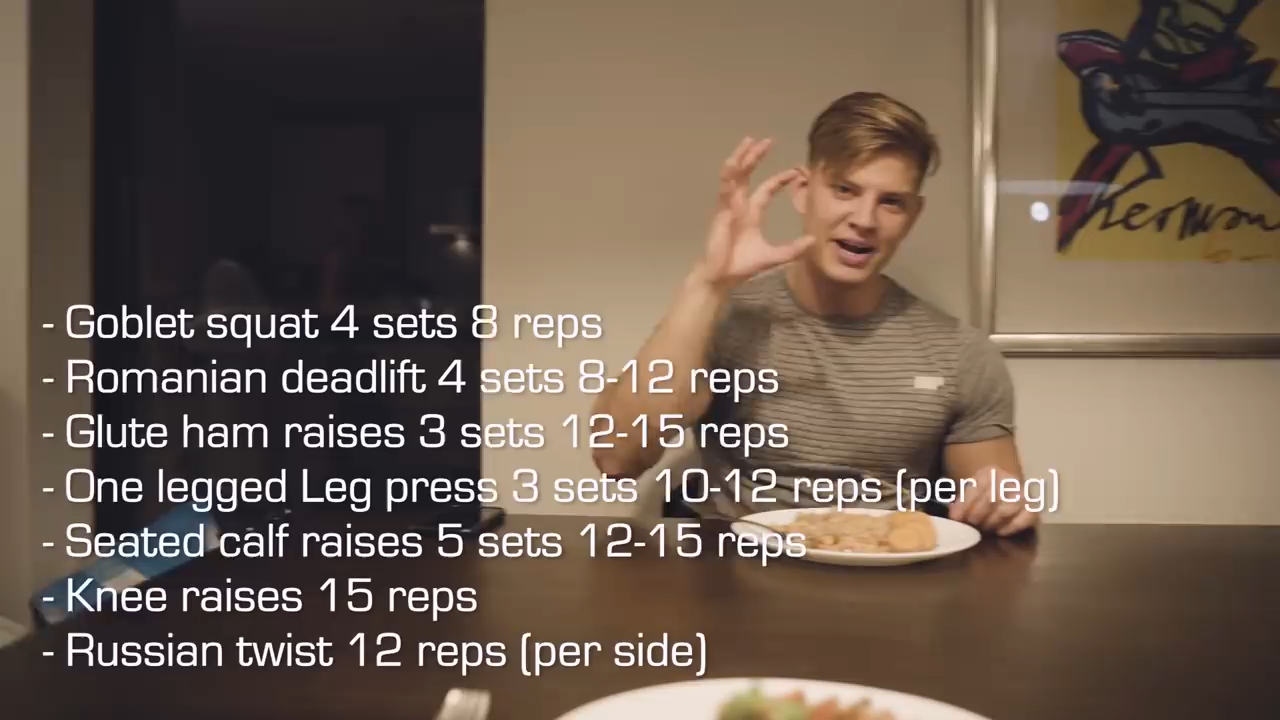 - Goblet squat 4 sets 8 reps
- Romanian deadlift 4 sets 8-12 reps
- Glute ham raises 3 sets 12-15 reps
- One legged Leg press 3 sets 10-12 reps (per leg)
- Seated calf raises 5 sets 12-15 reps
- Knee raises 15 reps
- Russian twist 12 reps (per side)